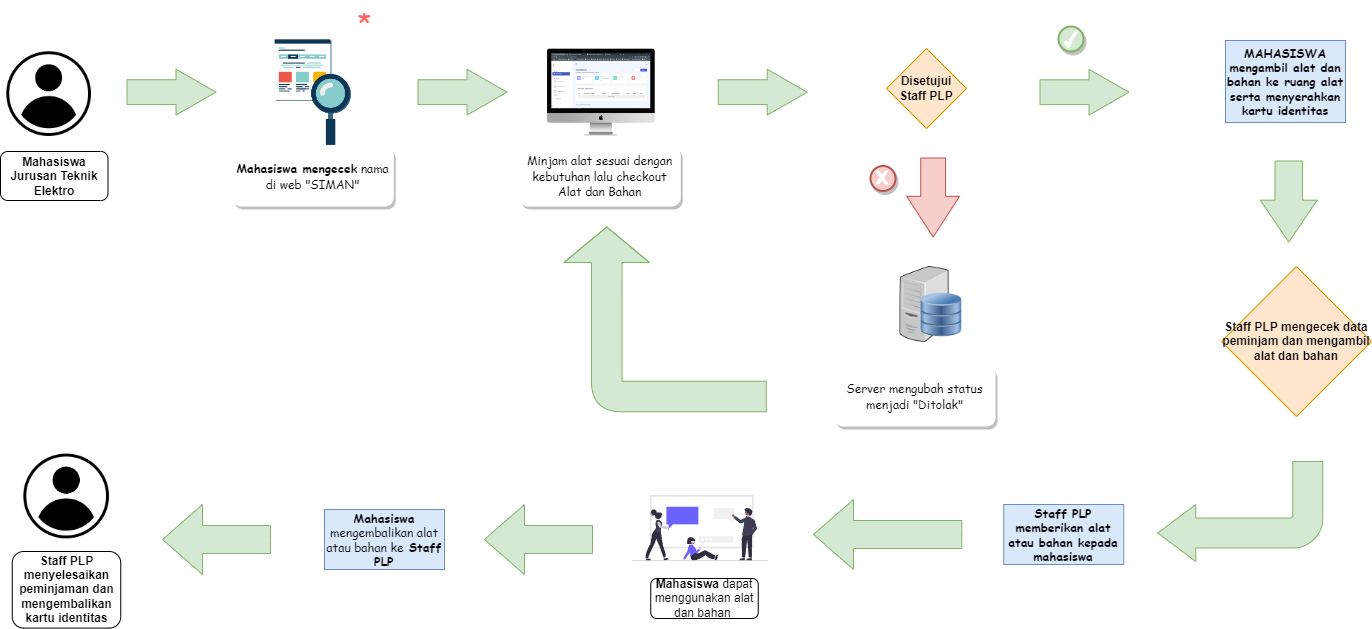 *
Mahasiswa
Jurusan Teknik
Elektro
Mahasiswa mengecek nama
di web "SIMAN"
Minjam alat sesuai dengan
kebutuhan lalu checkout
Alat dan Bahan
Disetujui
Staff PLP
MAHASISWA
mengambil alat dan
bahan ke ruang alat
serta menyerahkan
kartu identitas
Server mengubah status
menjadi "Ditolak"
Staff PLP mengecek data
peminjam dan mengambil
alat dan bahan
Staff PLP
memberikan alat
atau bahan kepada
mahasiswa
Mahasiswa dapat
menggunakan alat
dan bahan
Mahasiswa
mengembalikan alat
atau bahan ke Staff
PLP
Staff PLP
menyelesaikan
peminjaman dan
mengembalikan
kartu identitas